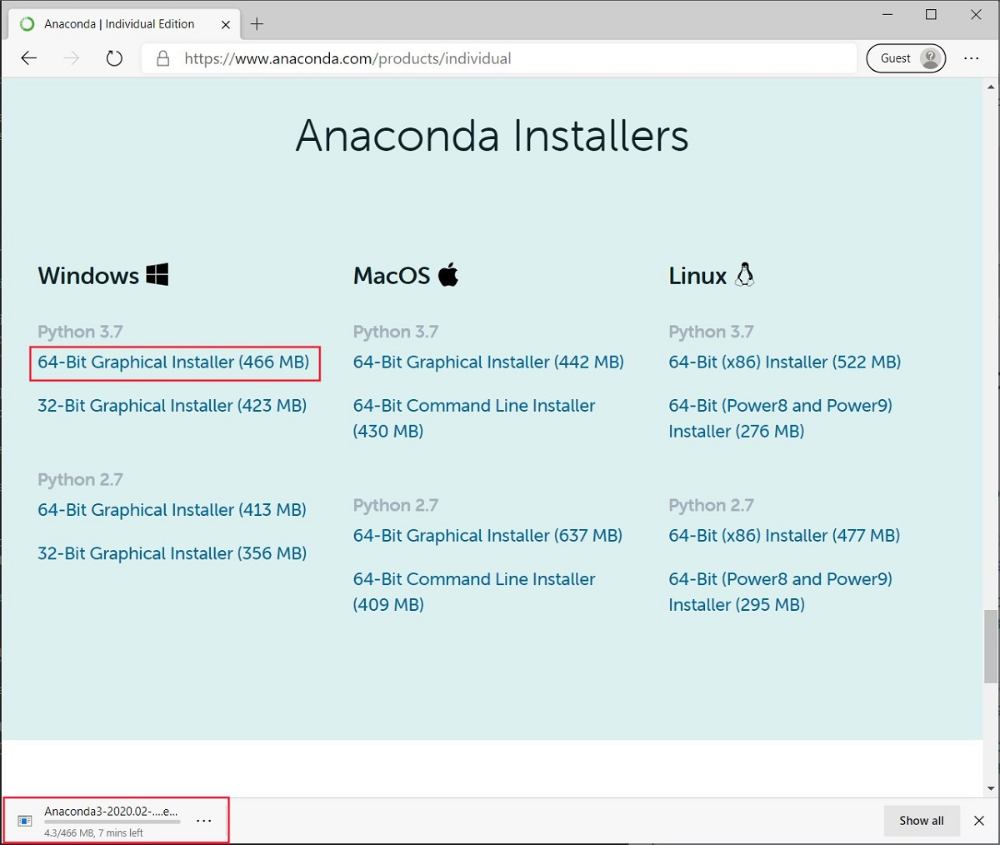 Anaconda | Individual Edition
https://www.anaconda.com/products/individual
Guest
Anaconda Installers
Windows
Python 3.7
64-Bit Graphical Installer (466 MB)
32-Bit Graphical Installer (423 MB)
Python 2.7
64-Bit Graphical Installer (413 MB)
32-Bit Graphical Installer (356 MB)
MacOS
Python 3.7
64-Bit Graphical Installer (442 MB)
64-Bit Command Line Installer
(430 MB)
Python 2.7
64-Bit Graphical Installer (637 MB)
64-Bit Command Line Installer
(409 MB)
Linux
Python 3.7
64-Bit (x86) Installer (522 MB)
64-Bit (Power8 and Power9)
Installer (276 MB)
Python 2.7
64-Bit (x86) Installer (477 MB)
64-Bit (Power8 and Power9)
Installer (295 MB)
Anaconda3-2020.02-....e...
4.3/466 MB, 7 mins left
Show all